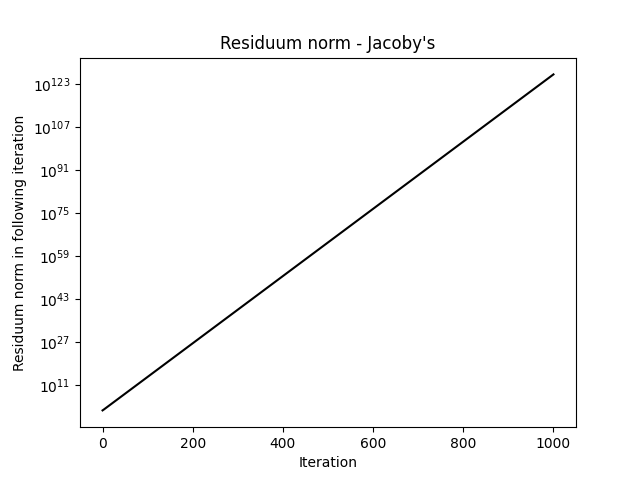 Residuum norm - Jacoby's
Residuum norm in following iteration
10^123
10^107
10^91
10^75
10^59
10^43
10^27
10^11
0 200 400 600 800 1000
Iteration